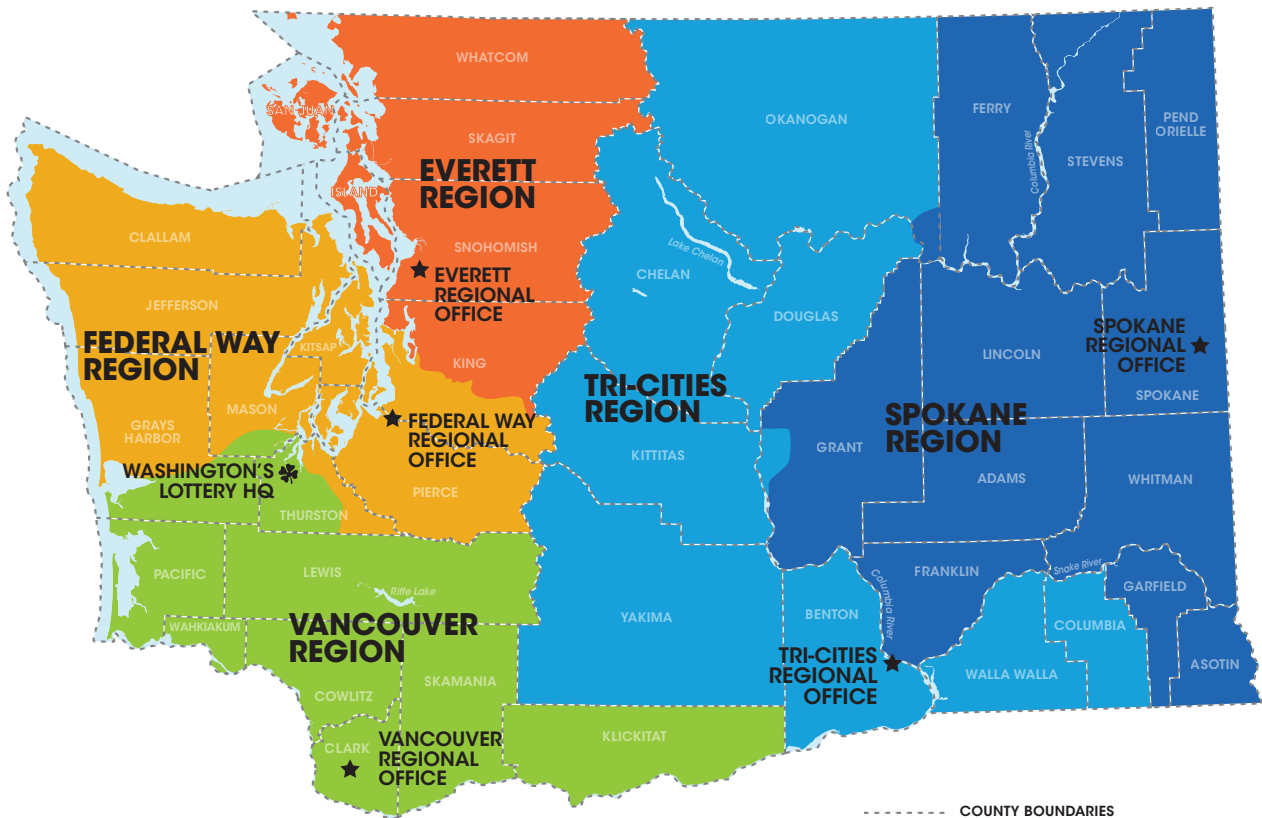 WHATCOM
SAN JUAN
SKAGIT
ISLAND
EVERETT
REGION
SNOHOMISH
EVERETT
REGIONAL
OFFICE
KING
OKANOGAN
FERRY
Columbia River
STEVENS
PEND
ORIELLE
CLALLAM
JEFFERSON
FEDERAL WAY
REGION
KITSAP
MASON
GRAYS
HARBOR
FEDERAL WAY
REGIONAL
OFFICE
PIERCE
WASHINGTON'S
LOTTERY HQ
THURSTON
Lake Chelan
CHELAN
DOUGLAS
TRI-CITIES
REGION
KITTITAS
YAKIMA
BENTON
Columbia River
TRI-CITIES
REGIONAL
OFFICE
WALLA WALLA
COLUMBIA
SPOKANE
REGIONAL
OFFICE
LINCOLN
SPOKANE
SPOKANE
REGION
GRANT
ADAMS
WHITMAN
FRANKLIN
Snake River
GARFIELD
ASOTIN
PACIFIC
LEWIS
Riffe Lake
WAHKIAKUM
VANCOUVER
REGION
COWLITZ
SKAMANIA
CLARK
VANCOUVER
REGIONAL
OFFICE
KLICKITAT
COUNTY BOUNDARIES